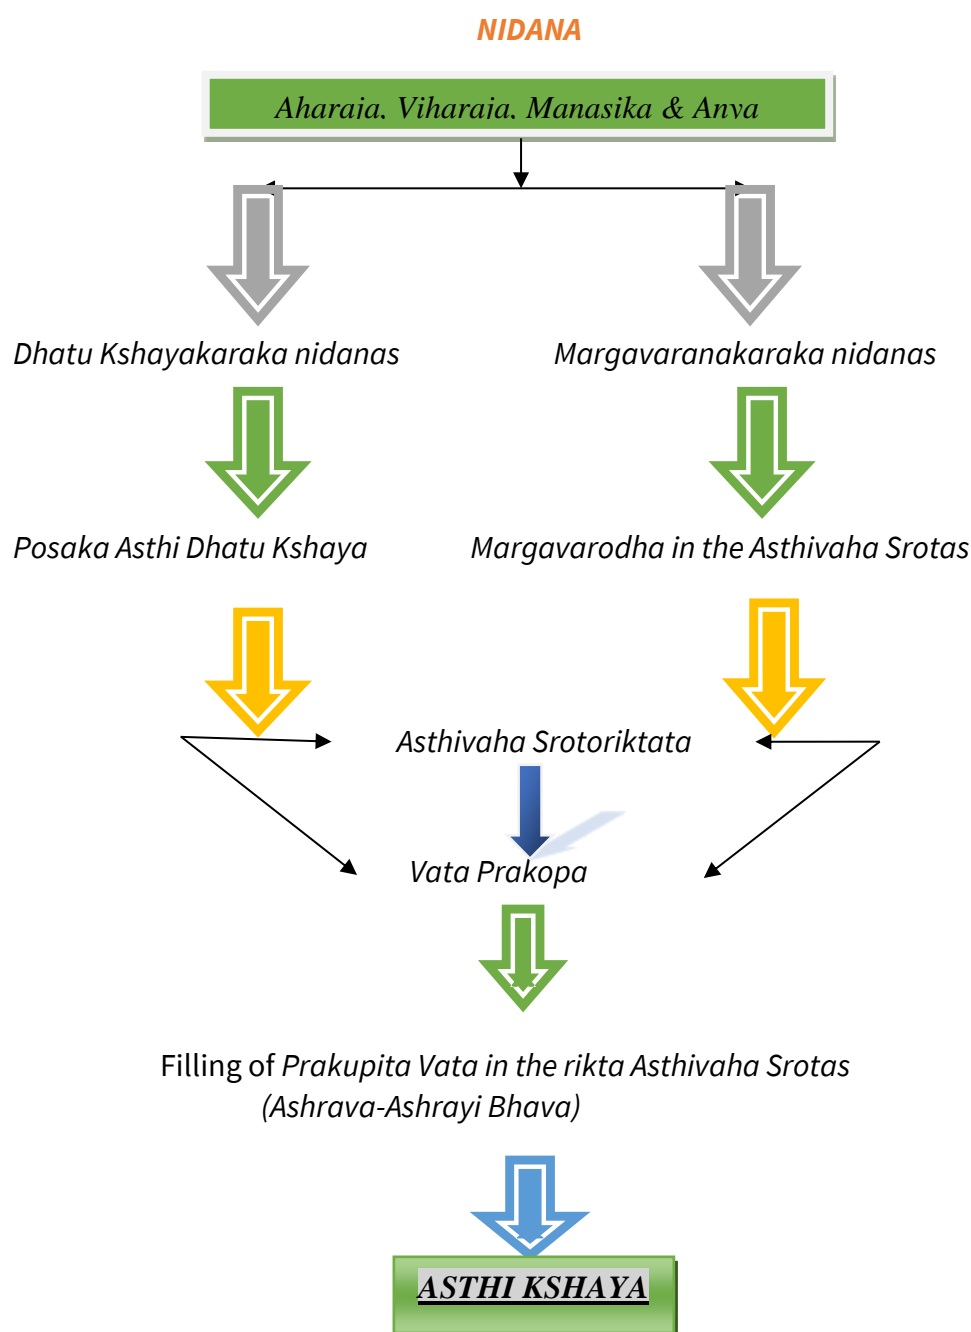 NIDANA
Aharaja, Viharaja, Manasika & Anya
Dhatu Kshayakaraka nidanas
Margavaranakaraka nidanas
Posaka Asthi Dhatu Kshaya
Margavarodha in the Asthivaha Srotas
Asthivaha Srotoriktata
Vata Prakopa
Filling of Prakupita Vata in the rikta Asthivaha Srotas
(Ashrava-Ashrayi Bhava)
ASTHI KSHAYA